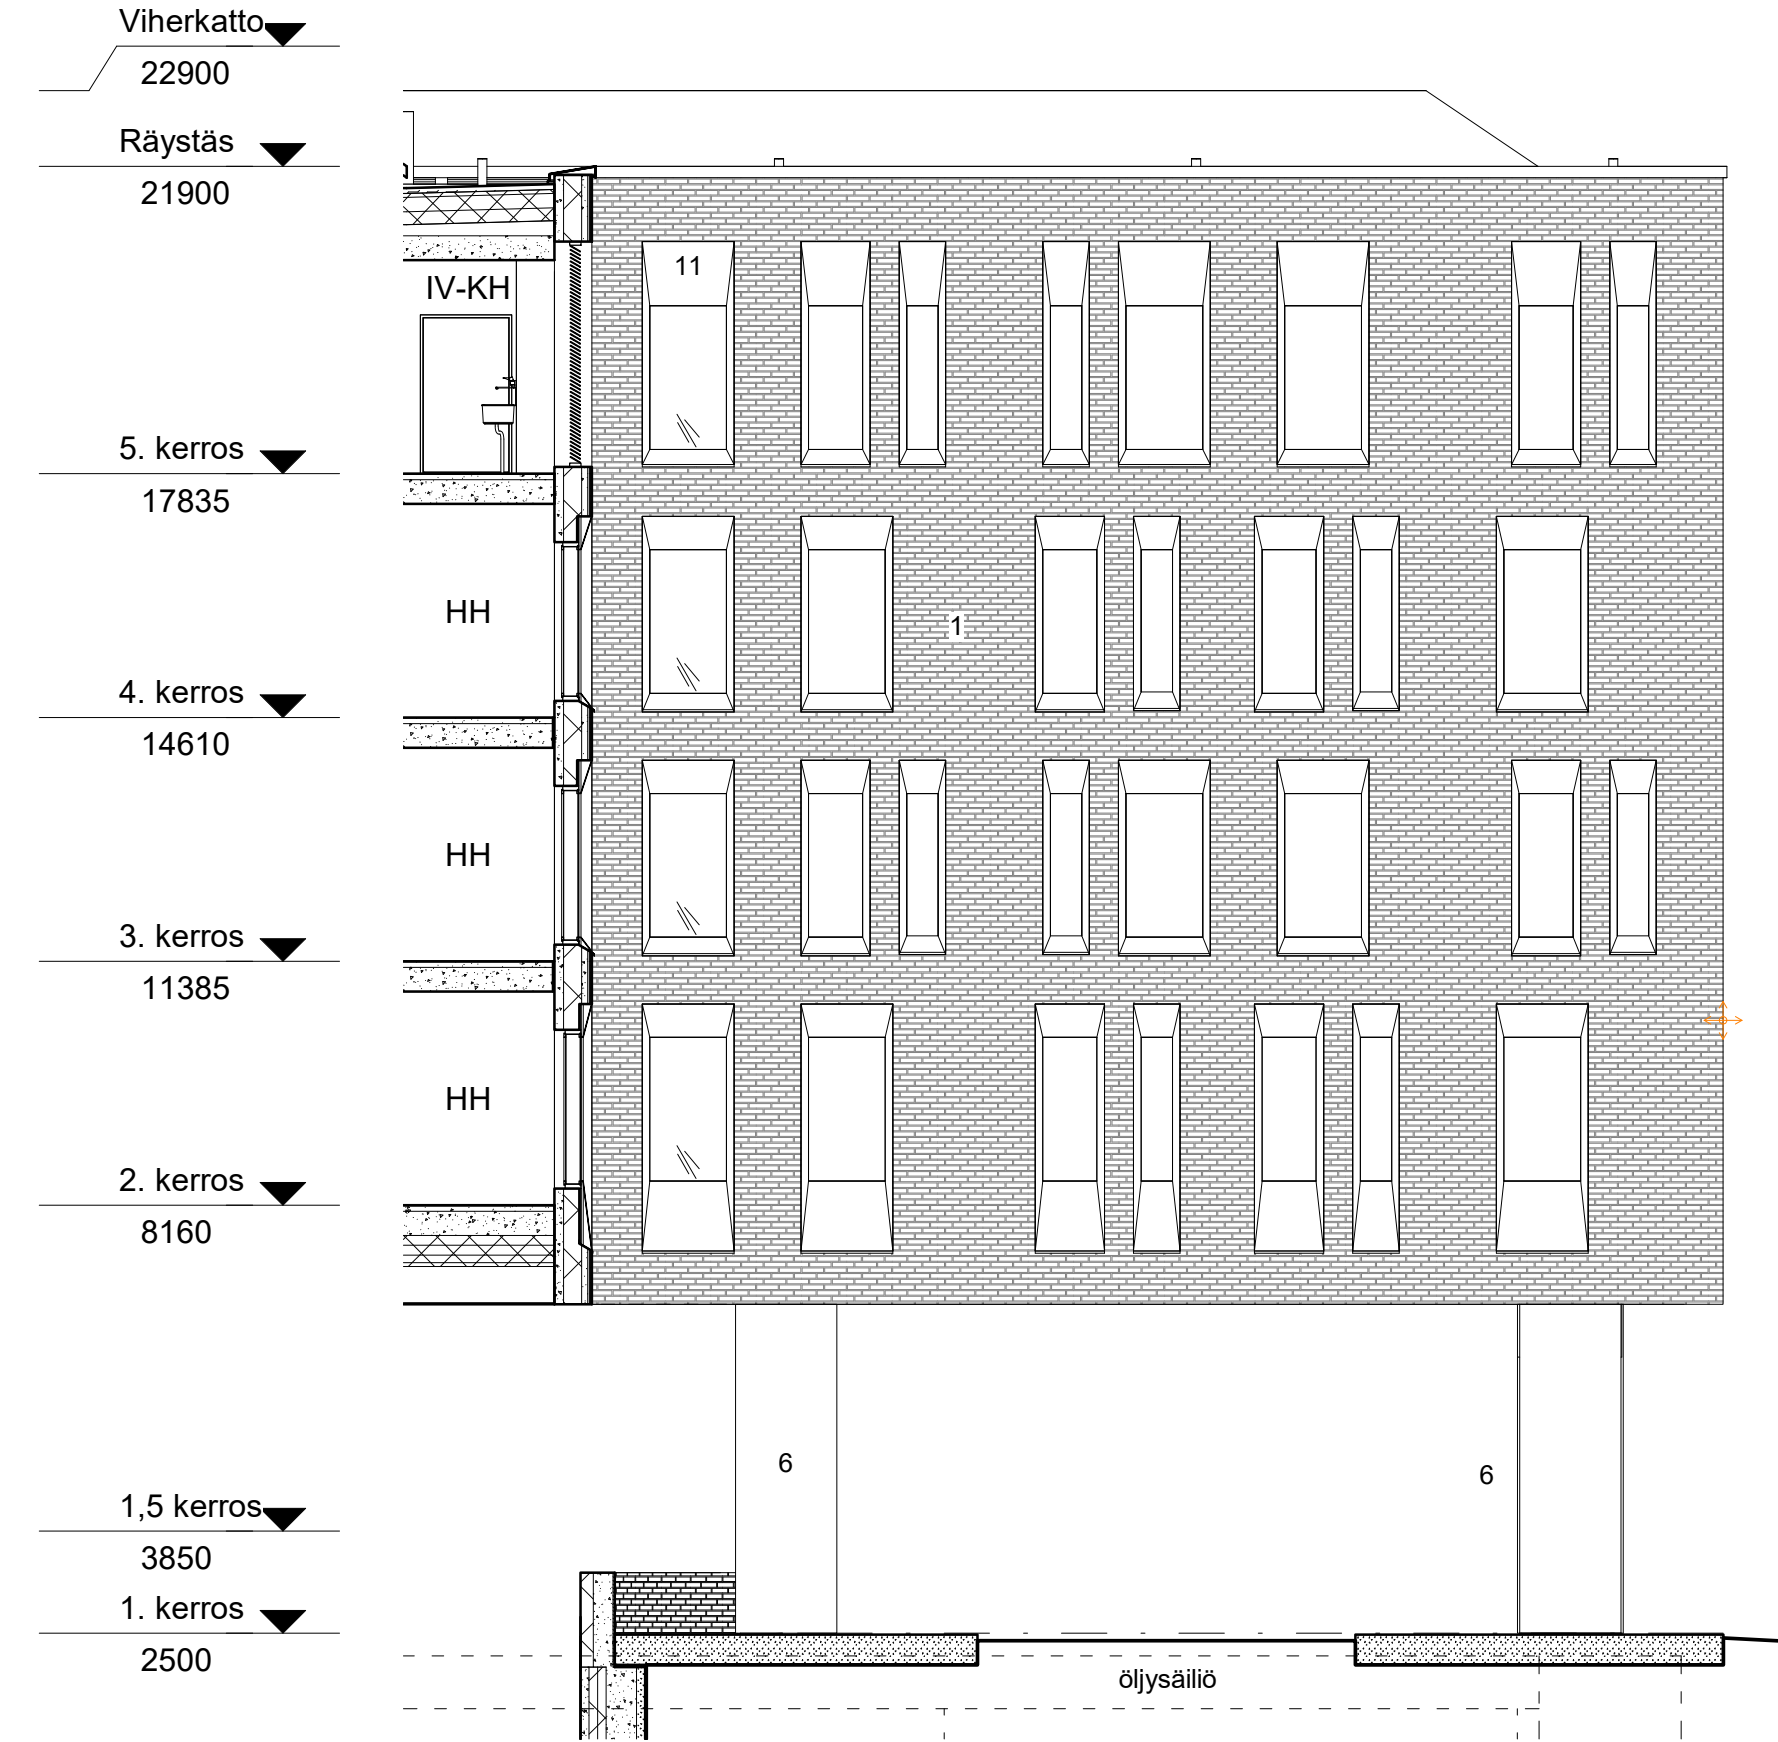 Viherkatto
22900
Räystäs
21900
11
IV-KH
5. kerros
17835
HH
1
4. kerros
14610
HH
3. kerros
11385
HH
2. kerros
8160
6
6
1,5 kerros
3850
1. kerros
2500
öljysäiliö